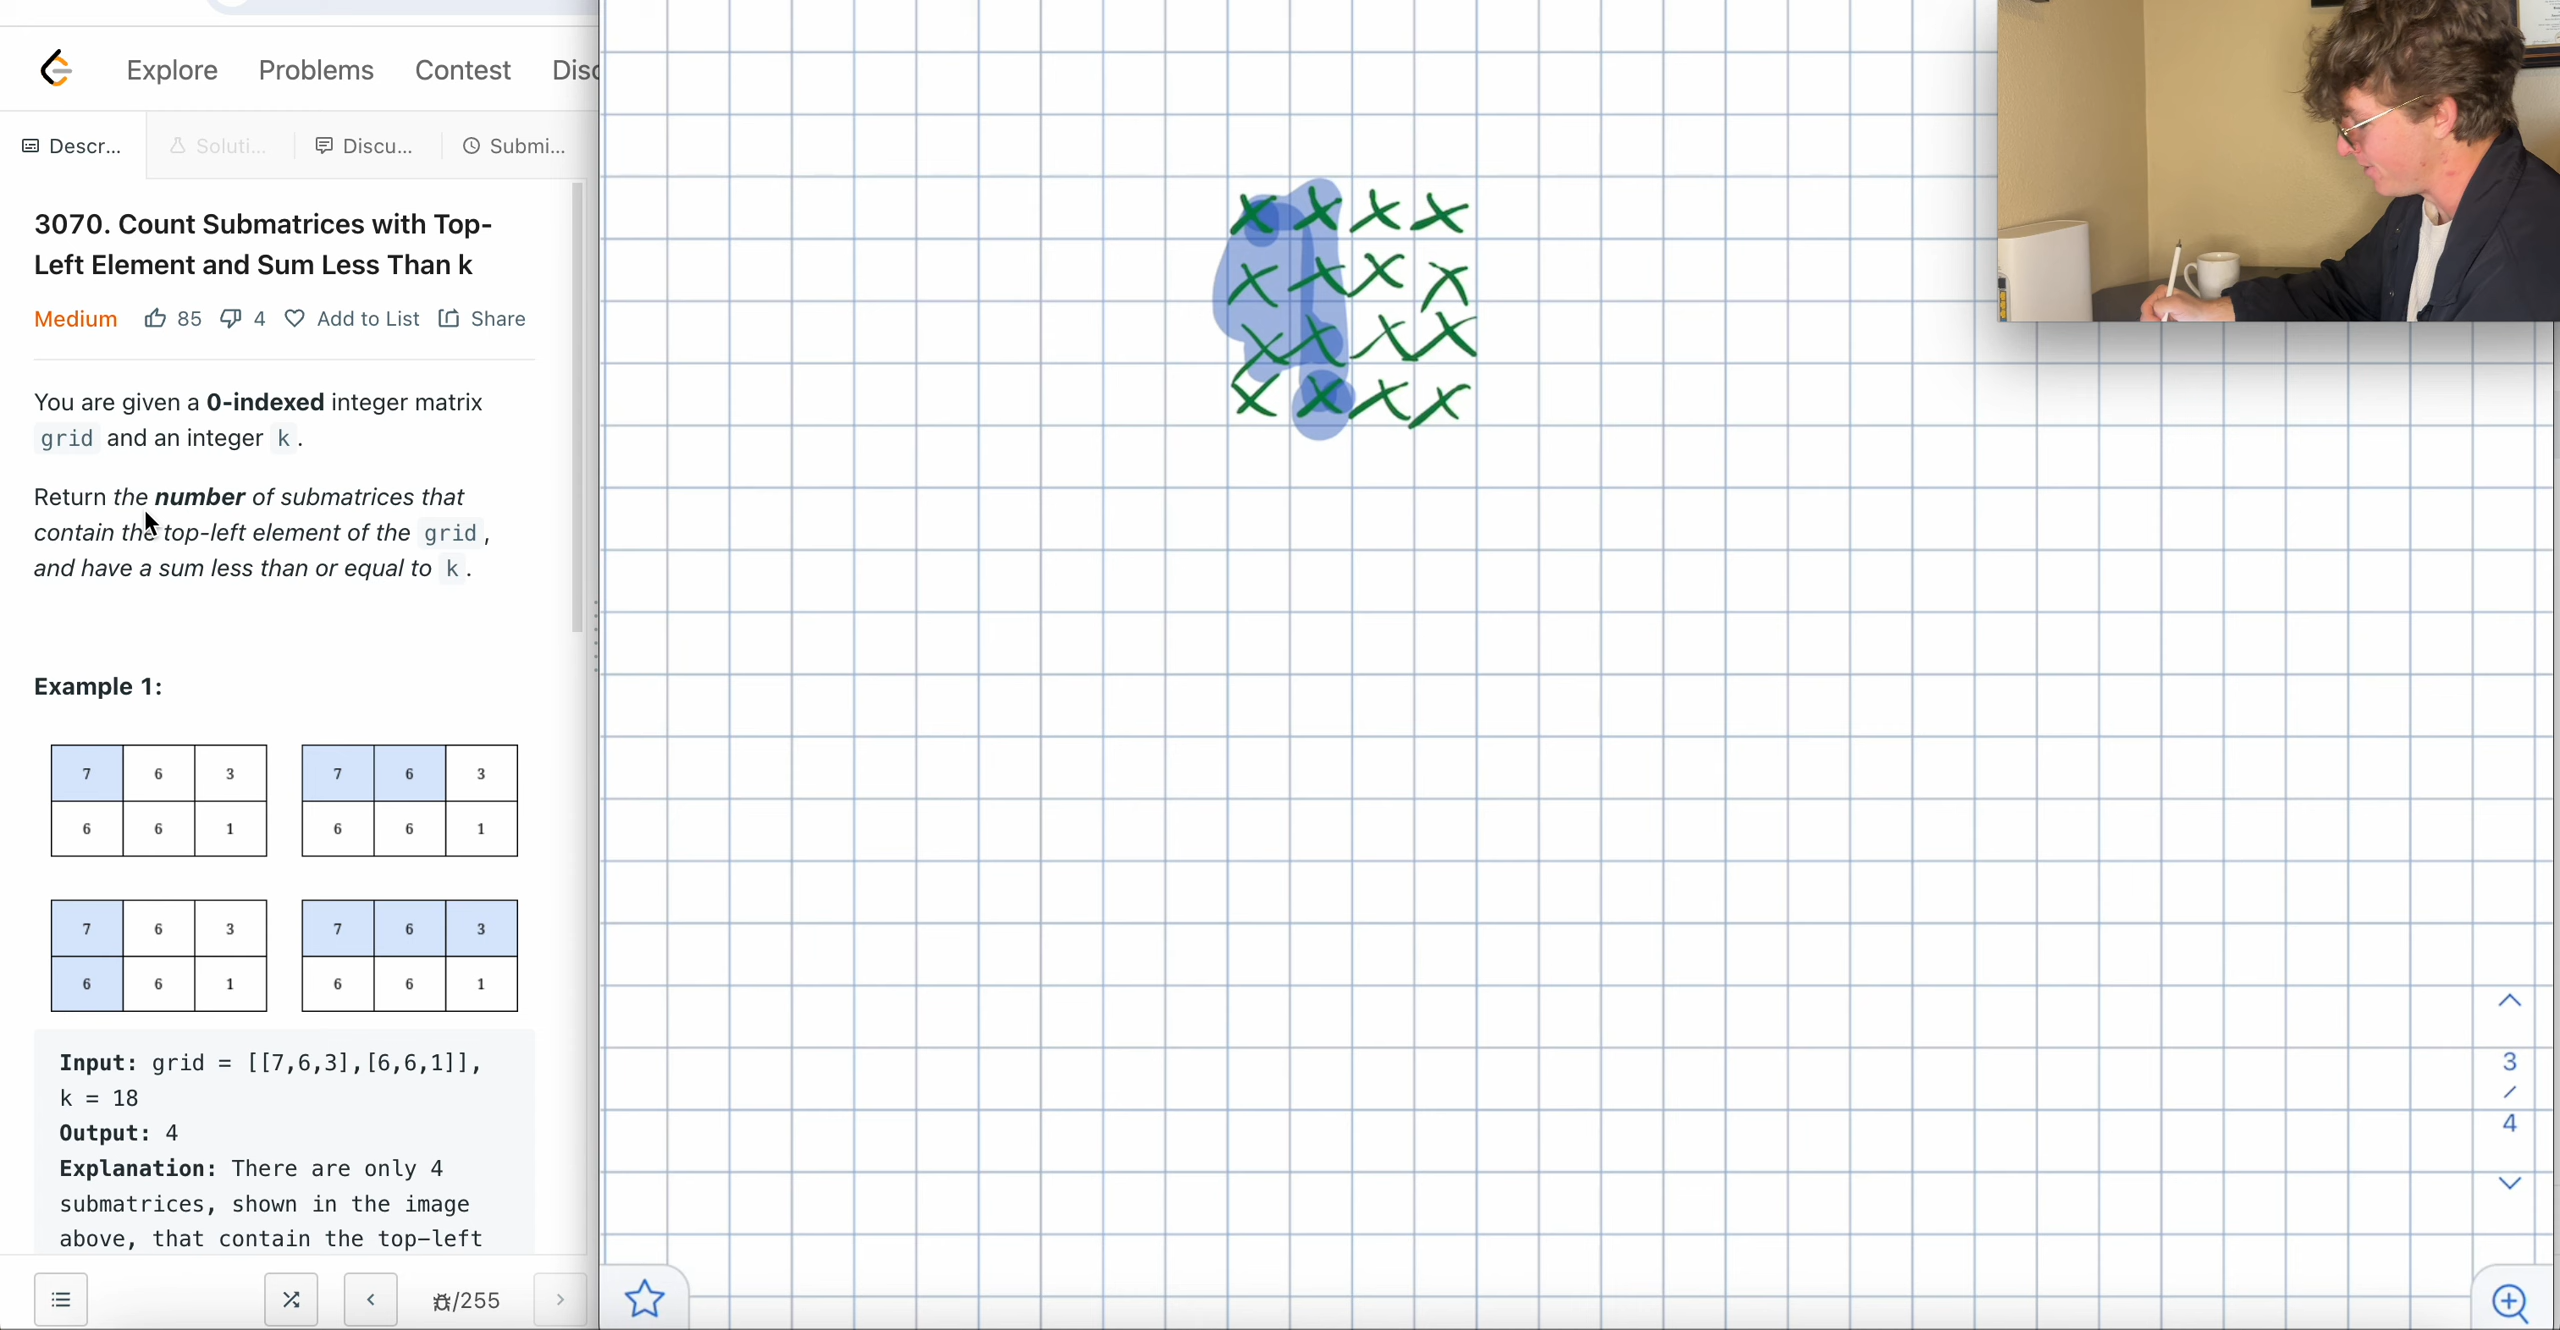 Explore Problems Contest Disc
Descr... Soluti... Discu... Submi...
3070. Count Submatrices with Top-
Left Element and Sum Less Than k
Medium 85 4 Add to List Share
You are given a 0-indexed integer matrix
grid and an integer k.
Return the number of submatrices that
contain the top-left element of the grid,
and have a sum less than or equal to k.
Example 1:
7 6 3 7 6 3
6 6 1 6 6 1
7 6 3 7 6 3
6 6 1 6 6 1
Input: grid = [[7,6,3],[6,6,1]],
k = 18
Output: 4
Explanation: There are only 4
submatrices, shown in the image
above, that contain the top-left
/255
X X X X
X X X X
X X X X
X X X X
3
/
4